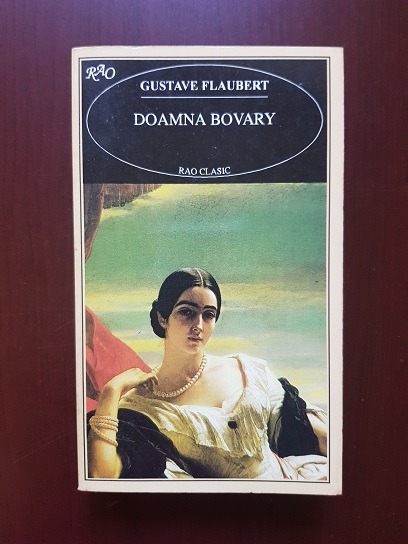 RAO
GUSTAVE FLAUBERT
DOAMNA BOVARY
RAO CLASIC